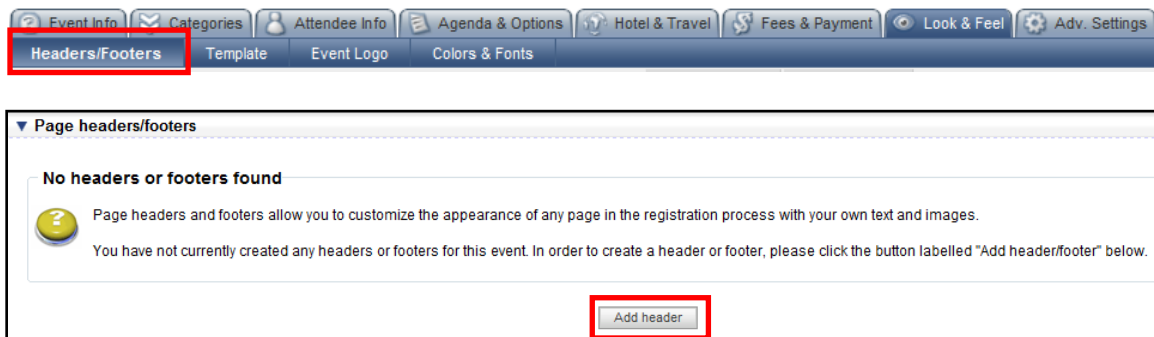 Event Info Categories Attendee Info Agenda & Options Hotel & Travel Fees & Payment Look & Feel Adv. Settings
Headers/Footers Template Event Logo Colors & Fonts
Page headers/footers
No headers or footers found
Page headers and footers allow you to customize the appearance of any page in the registration process with your own text and images.
You have not currently created any headers or footers for this event. In order to create a header or footer, please click the button labelled "Add header/footer" below.
Add header